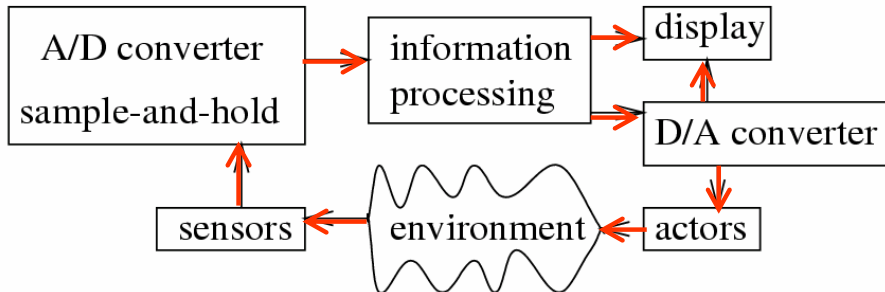 A/D converter
sample-and-hold
information
processing
display
D/A converter
sensors
environment
actors